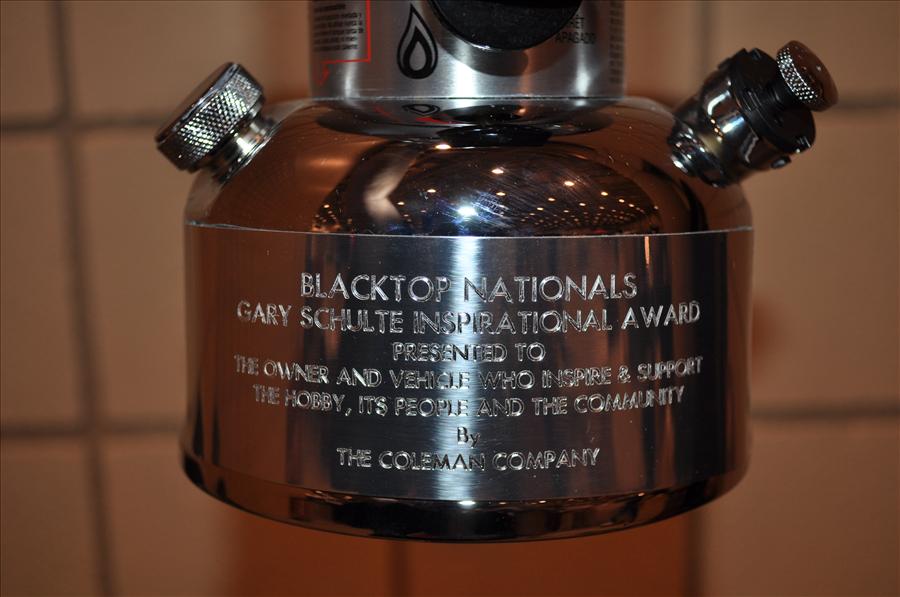 APAGADO
BLACKTOP NATIONALS
GARY SCHULTE INSPIRATIONAL AWARD
PRESENTED TO
THE OWNER AND VEHICLE WHO INSPIRE & SUPPORT
THE HOBBY, ITS PEOPLE AND THE COMMUNITY
By
THE COLEMAN COMPANY